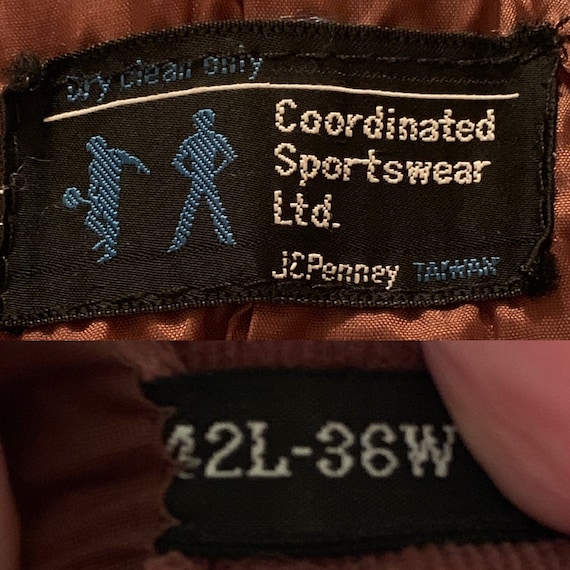 Dry clean only
Coordinated
Sportswear
Ltd.
JCPenney TAIWAN
42L-36W